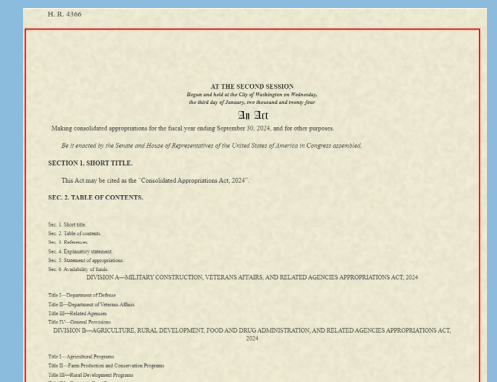 H. R. 4366
AT THE SECOND SESSION
Begun and held at the City of Washington on Wednesday,
the third day of January, two thousand and twenty four
An Act
Making consolidated appropriations for the fiscal year ending September 30, 2024, and for other purposes.
Be it enacted by the Senate and House of Representatives of the United States of America in Congress assembled,
SECTION 1. SHORT TITLE.
This Act may be cited as the “Consolidated Appropriations Act, 2024”.
SEC. 2. TABLE OF CONTENTS.
Sec. 1. Short title.
Sec. 2. Table of contents.
Sec. 3. References.
Sec. 4. Explanatory statement.
Sec. 5. Statement of appropriations.
Sec. 6. Availability of funds.
DIVISION A—MILITARY CONSTRUCTION, VETERANS AFFAIRS, AND RELATED AGENCIES APPROPRIATIONS ACT, 2024
Title I—Department of Defense
Title II—Department of Veterans Affairs
Title III—Related Agencies
Title IV—General Provisions
DIVISION B—AGRICULTURE, RURAL DEVELOPMENT, FOOD AND DRUG ADMINISTRATION, AND RELATED AGENCIES APPROPRIATIONS ACT,
2024
Title I—Agricultural Programs
Title II—Farm Production and Conservation Programs
Title III—Rural Development Programs